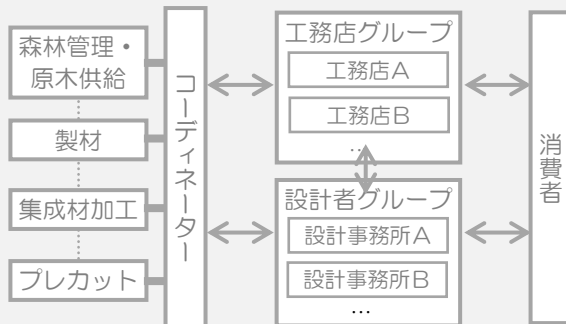 森林管理・
原木供給
製材
集成材加工
プレカット
コーディネーター
工務店グループ
工務店A
工務店B
…
設計者グループ
設計事務所A
設計事務所B
…
消費者